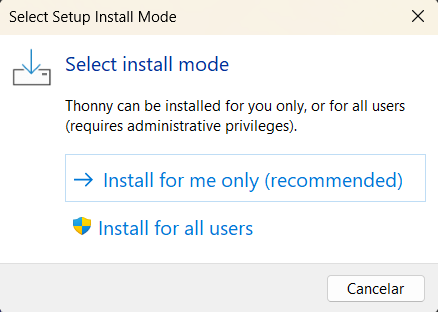 Select Setup Install Mode
Select install mode
Thonny can be installed for you only, or for all users
(requires administrative privileges).
Install for me only (recommended)
Install for all users
Cancelar